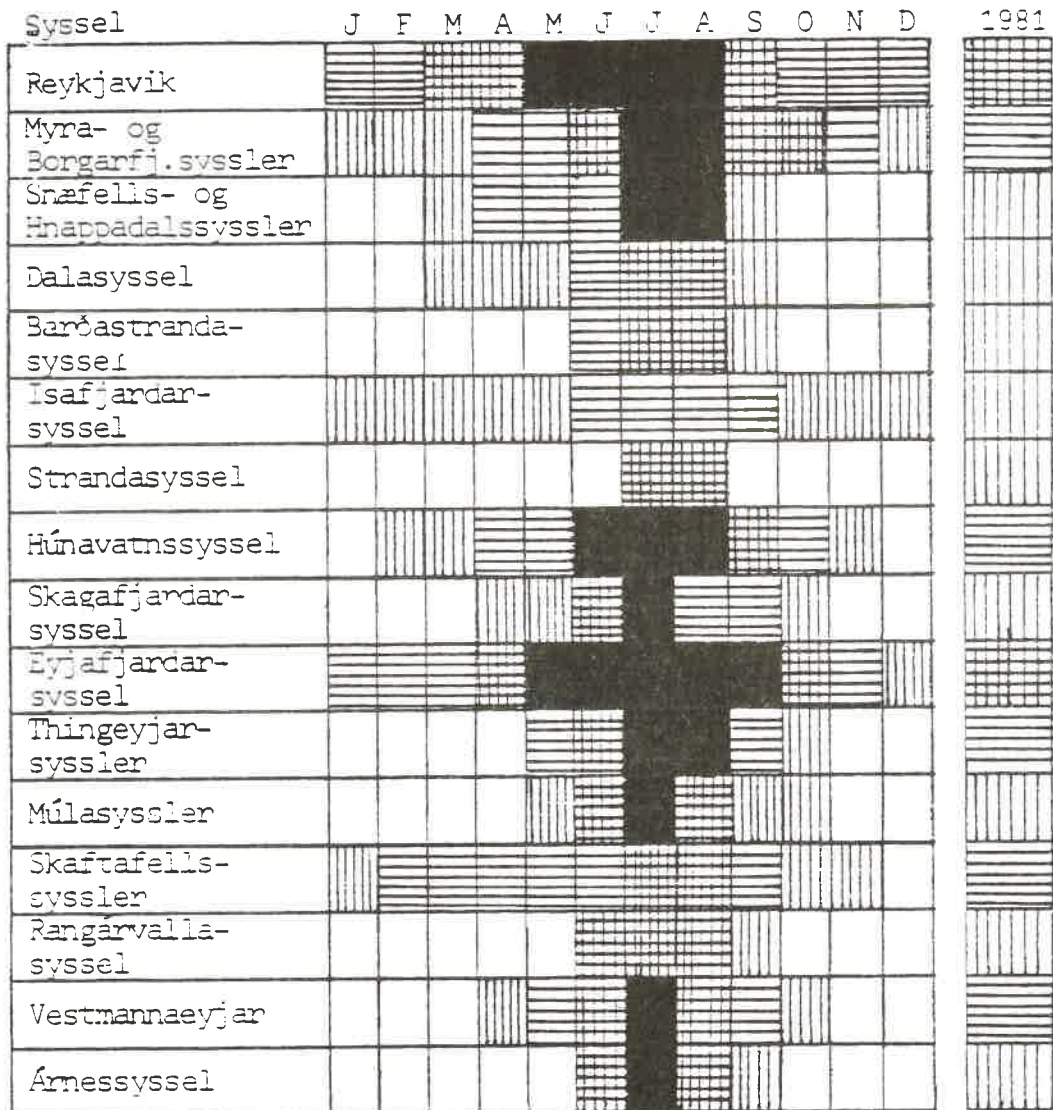 Syssel J F M A M J J A S O N D 1981
Reykjavik
Myra- og
Borgarfj.syssler
Snæfells- og
Hnappadalssyssler
Dalasyssel
Barðastranda-
syssel
Isafjardar-
syssel
Strandasyssel
Húnavatnssyssel
Skagafjardar-
syssel
Eyjafjardar-
syssel
Thingeyjar-
syssler
Múlasyssler
Skaftafells-
syssler
Rangárvalla-
syssel
Vestmannaeyjar
Árnessyssel